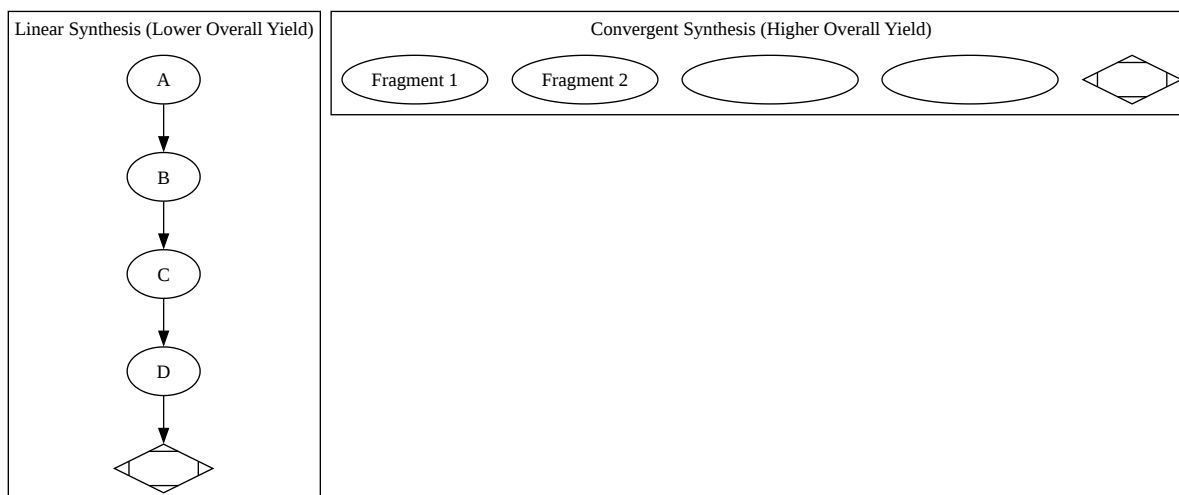 Linear Synthesis (Lower Overall Yield)
A
B
C
D
Convergent Synthesis (Higher Overall Yield)
Fragment 1
Fragment 2